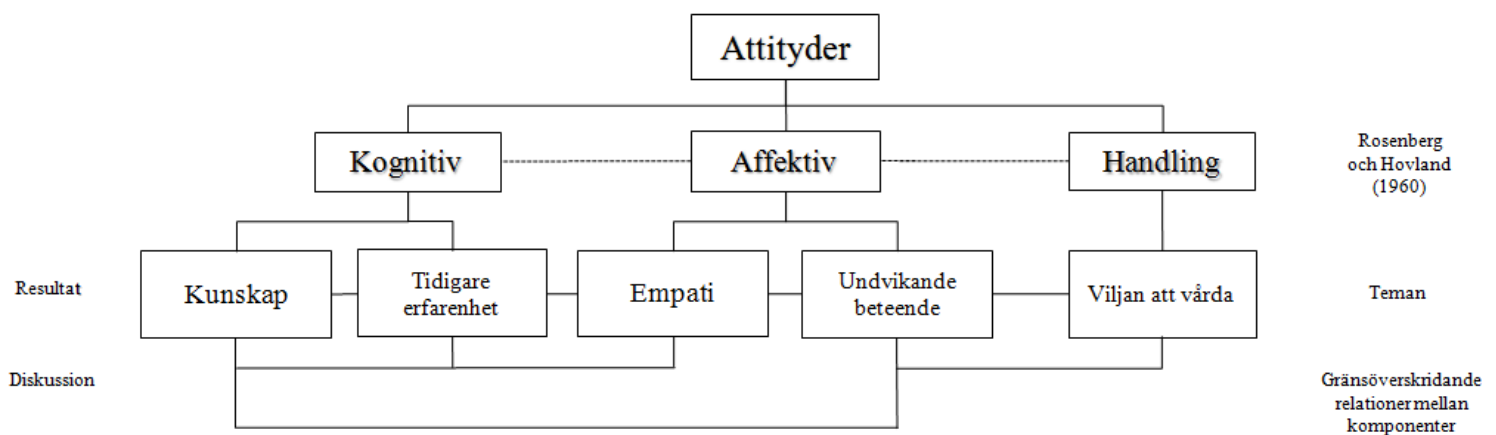 Attityder
Kognitiv
Affektiv
Handling
Rosenberg
och Hovland
(1960)
Resultat
Kunskap
Tidigare
erfarenhet
Empati
Undvikande
beteende
Viljan att vårda
Teman
Diskussion
Gränsöverskridande
relationer mellan
komponenter